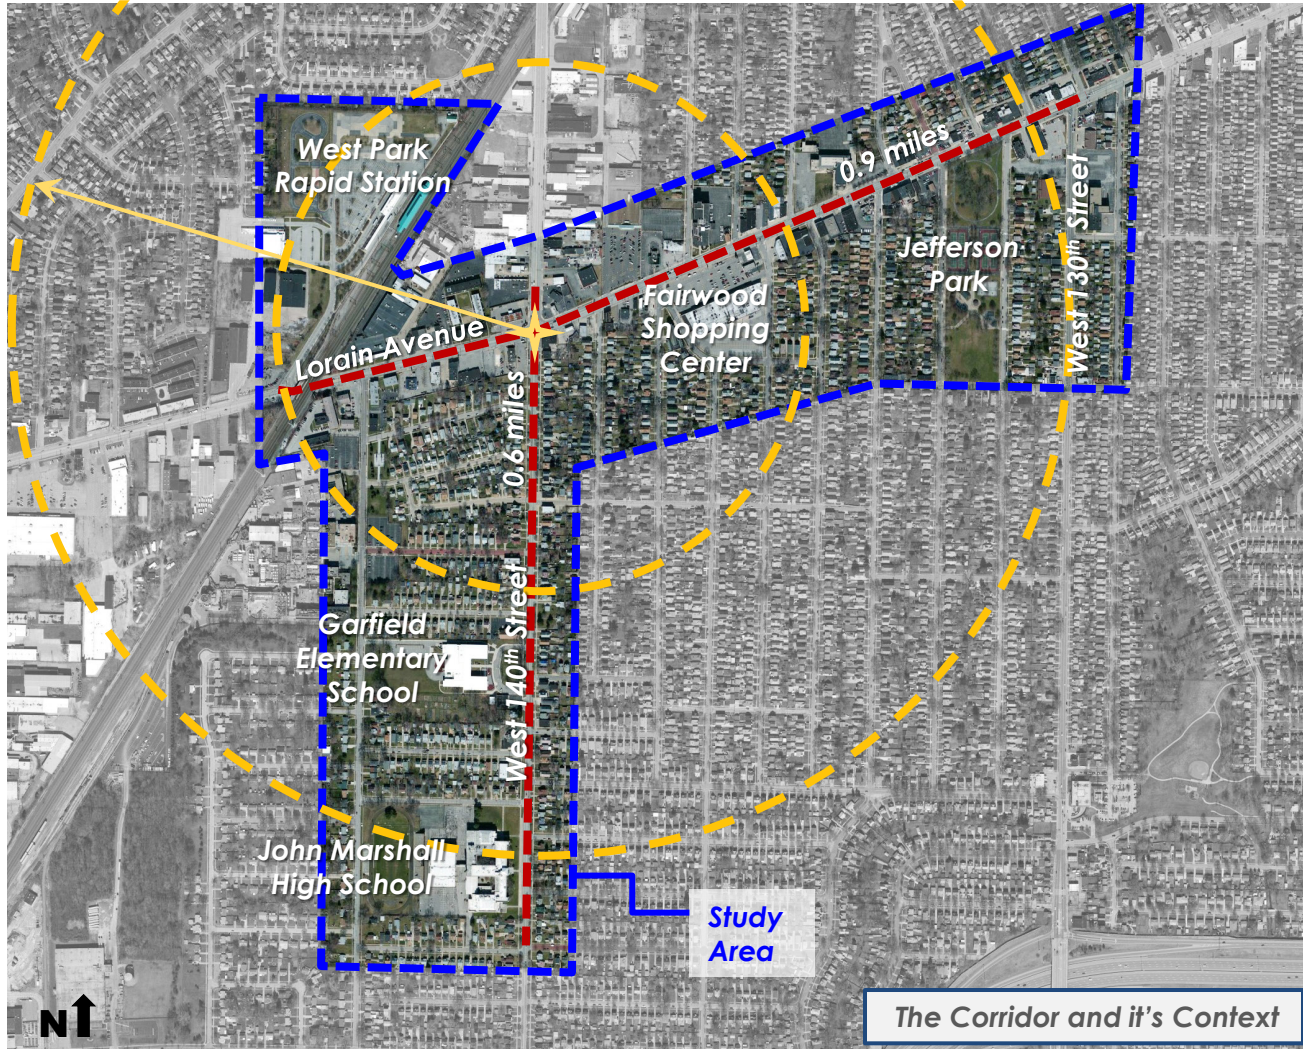 West Park
Rapid Station
0.9 miles
West 130th Street
Jefferson
Park
Fairwood
Shopping
Center
Lorain Avenue
0.6 miles
West 140th Street
Garfield
Elementary
School
John Marshall
High School
Study
Area
N
The Corridor and it's Context